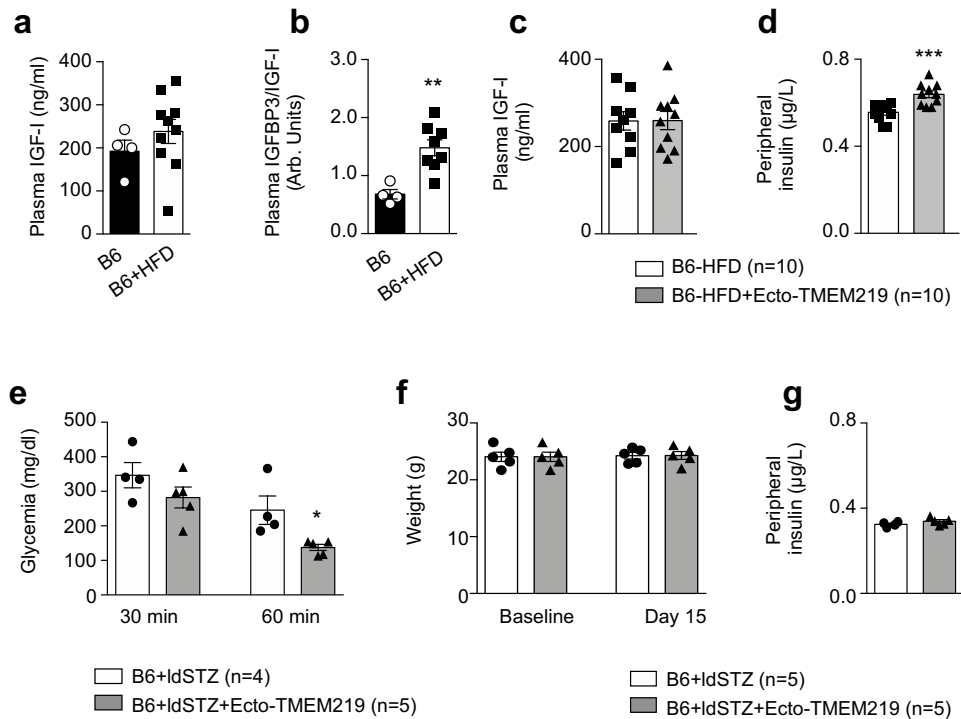 a
Plasma IGF-I (ng/ml)
400
300
200
100
0
B6
B6+HFD
b
Plasma IGFBP3/IGF-I
(Arb. Units)
3.0
1.8
1.2
0.6
0.0
**
B6
B6+HFD
c
Plasma IGF-I
(ng/ml)
400
200
0
d
Peripheral
insulin (µg/L)
0.8
0.4
0.0
***
B6-HFD (n=10)
B6-HFD+Ecto-TMEM219 (n=10)
e
Glycemia (mg/dl)
500
400
300
200
100
0
*
30 min
60 min
B6+ldSTZ (n=4)
B6+ldSTZ+Ecto-TMEM219 (n=5)
f
Weight (g)
30
20
10
0
Baseline
Day 15
g
Peripheral
insulin (µg/L)
0.8
0.4
0.0
B6+ldSTZ (n=5)
B6+ldSTZ+Ecto-TMEM219 (n=5)